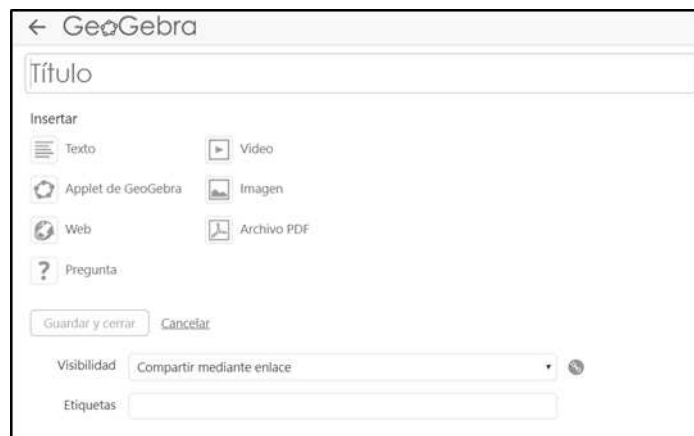 GeoGebra
Título
Insertar
Texto
Video
Applet de GeoGebra
Imagen
Web
Archivo PDF
? Pregunta
Guardar y cerrar Cancelar
Visibilidad Compartir mediante enlace
Etiquetas